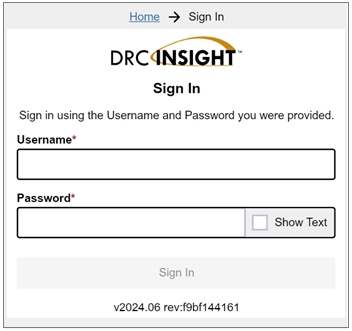 Home → Sign In
DRC INSIGHT™
Sign In
Sign in using the Username and Password you were provided.
Username*
Password*
Show Text
Sign In
v2024.06 rev:f9bf144161